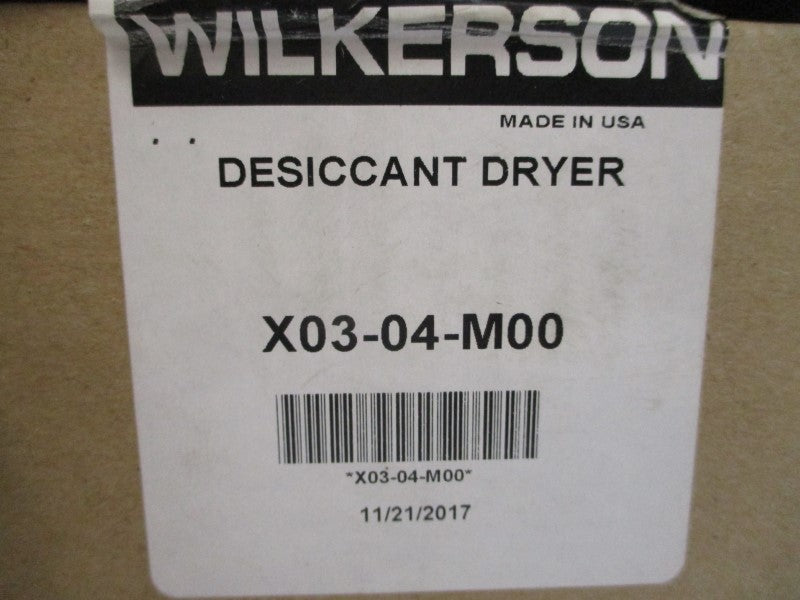 WILKERSON
MADE IN USA
DESICCANT DRYER
X03-04-M00
*X03-04-M00*
11/21/2017